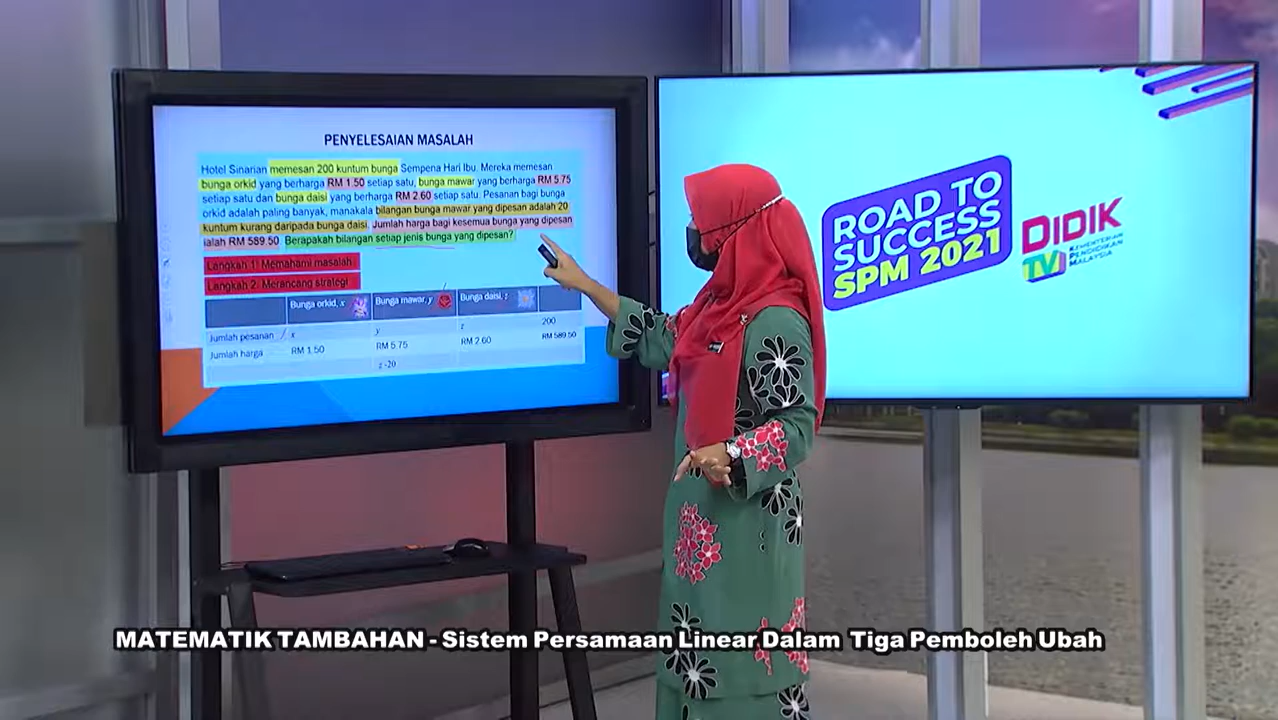 PENYELESAIAN MASALAH
Hotel Sinarian memesan 200 kuntum bunga Sempena Hari Ibu. Mereka memesan
bunga orkid yang berharga RM 1.50 setiap satu, bunga mawar yang berharga RM 5.75
setiap satu dan bunga daisi yang berharga RM 2.60 setiap satu. Pesanan bagi bunga
orkid adalah paling banyak, manakala bilangan bunga mawar yang dipesan adalah 20
kuntum kurang daripada bunga daisi. Jumlah harga bagi kesemua bunga yang dipesan
ialah RM 589.50. Berapakah bilangan setiap jenis bunga yang dipesan?
Langkah 1: Memahami masalah
Langkah 2: Merancang strategi
Bunga orkid, x Bunga mawar, y Bunga daisi, z
Jumlah pesanan x y z 200
Jumlah harga RM 1.50 RM 5.75 RM 2.60 RM 589.50
z -20
ROAD TO
SUCCESS
SPM 2021
DIDIK
TV
KEMENTERIAN
PENDIDIKAN
MALAYSIA
MATEMATIK TAMBAHAN - Sistem Persamaan Linear Dalam Tiga Pemboleh Ubah